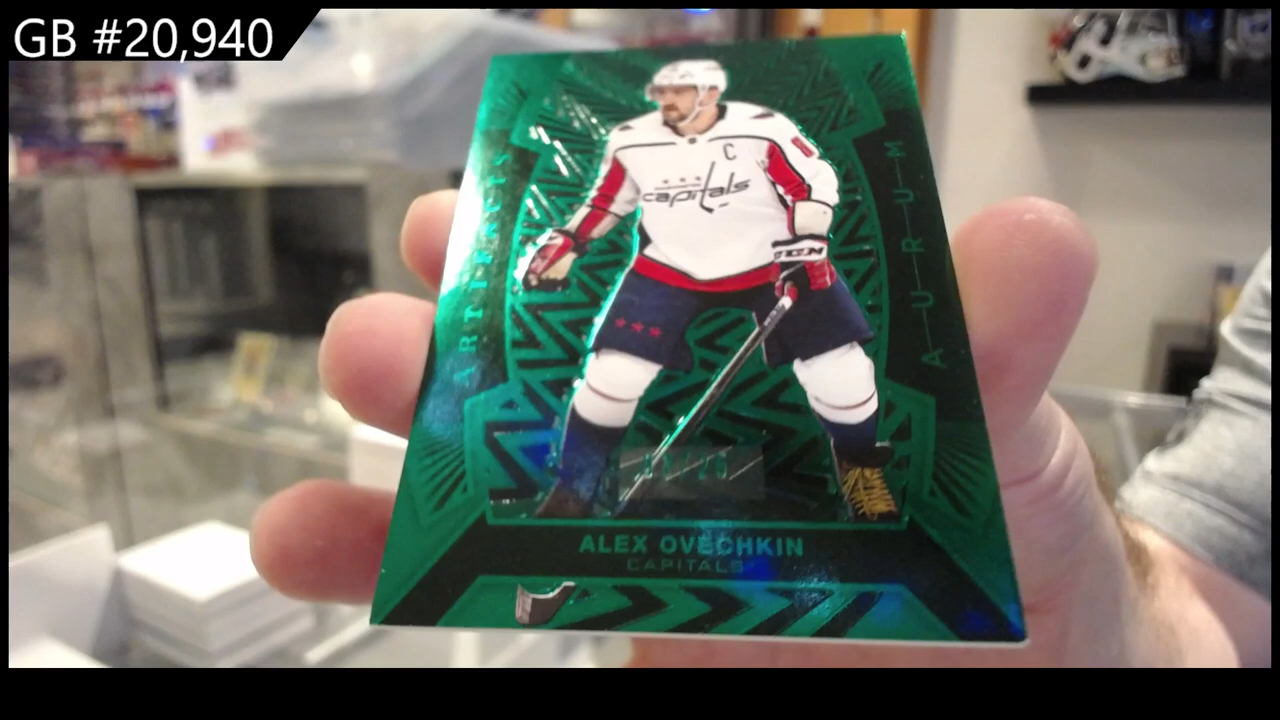 GB #20,940
ARTIFACTS
AURUM
C
capitals
CCM
ALEX OVECHKIN
CAPITALS